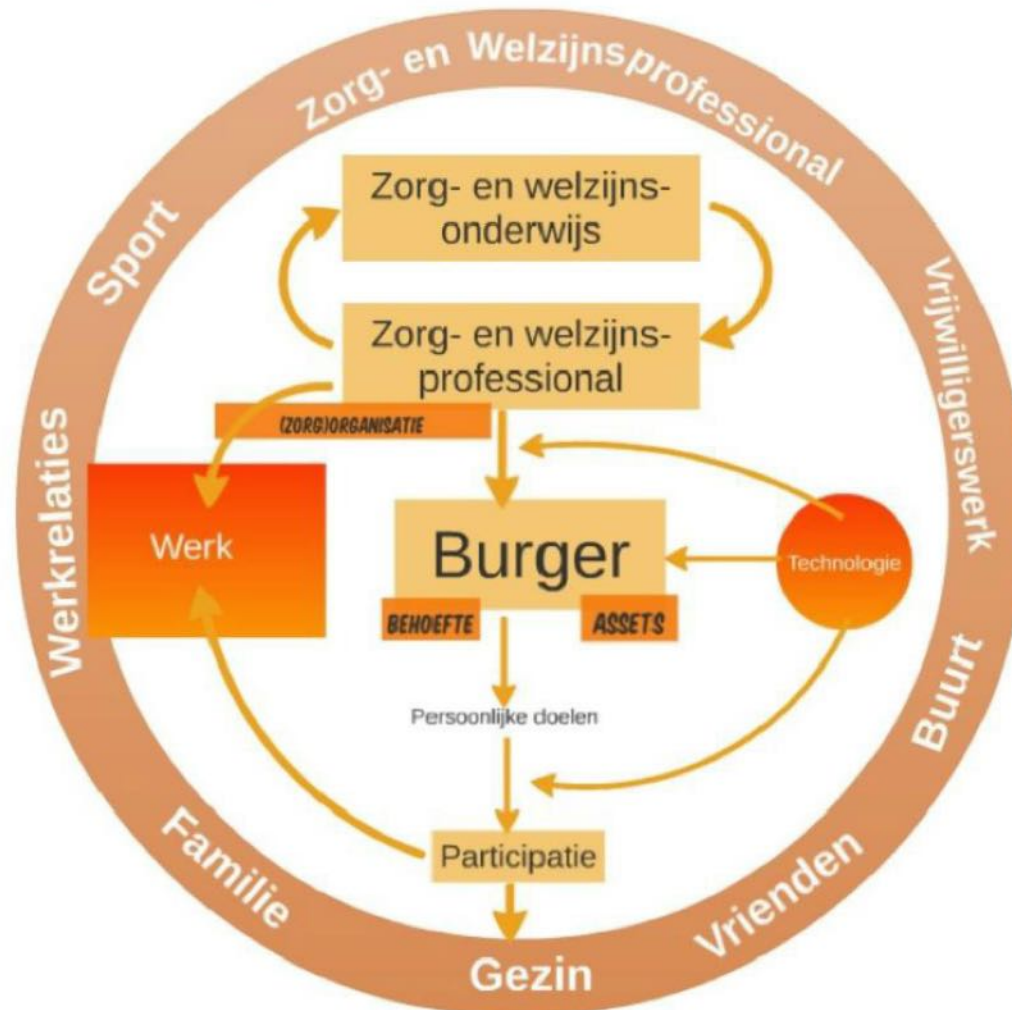 Zorg- en Welzijnsprofessional
Sport
Vrijwilligerswerk
Werkrelaties
Buurt
Familie
Vrienden
Gezin
Zorg- en welzijns-
onderwijs
Zorg- en welzijns-
professional
(ZORG)ORGANISATIE
Werk
Burger
Technologie
BEHOEFTE
ASSETS
Persoonlijke doelen
Participatie